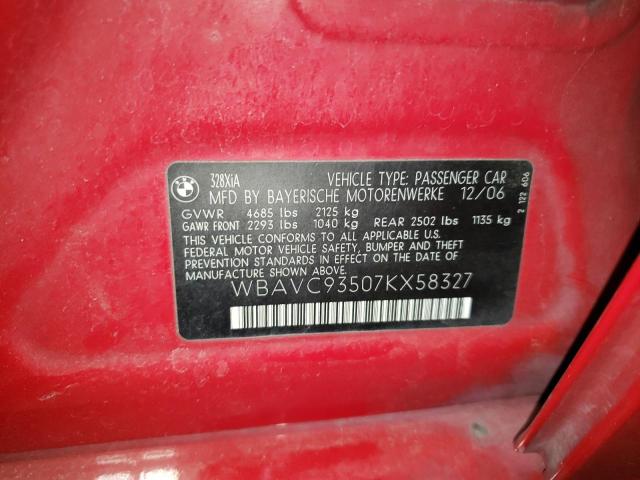 BMW
328XiA VEHICLE TYPE: PASSENGER CAR
MFD BY BAYERISCHE MOTORENWERKE 12/06
GVWR 4685 lbs 2125 kg
GAWR FRONT 2293 lbs 1040 kg REAR 2502 lbs 1135 kg
THIS VEHICLE CONFORMS TO ALL APPLICABLE U.S.
FEDERAL MOTOR VEHICLE SAFETY, BUMPER AND THEFT
PREVENTION STANDARDS IN EFFECT ON THE DATE OF
MANUFACTURE SHOWN ABOVE.
WBAVC93507KX58327
2 122 606